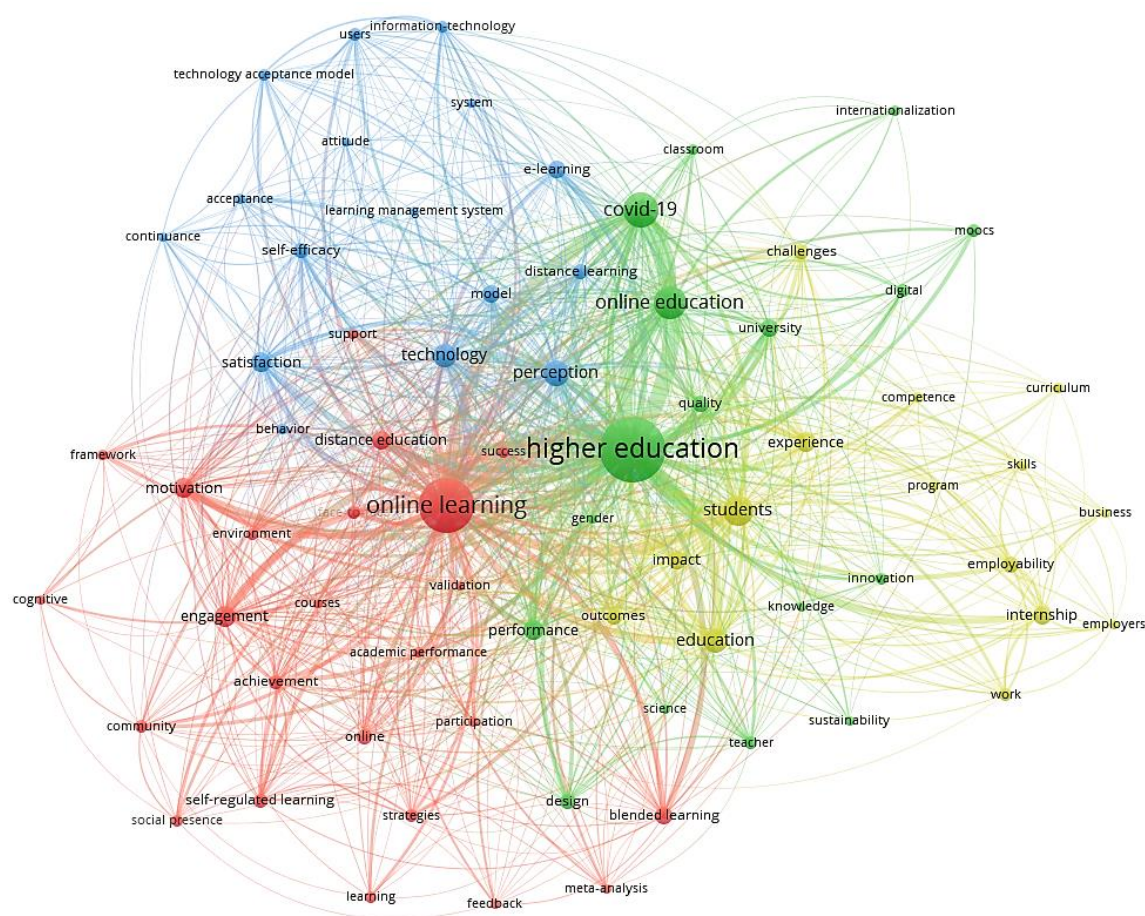 information-technology
users
technology acceptance model
system
internationalization
attitude
classroom
e-learning
acceptance
learning management system
covid-19
continuance
moocs
self-efficacy
challenges
distance learning
model
digital
online education
university
support
technology
satisfaction
perception
curriculum
competence
quality
behavior
distance education
success
higher education
experience
framework
skills
motivation
program
online learning
students
business
gender
environment
impact
employability
validation
innovation
cognitive
courses
knowledge
engagement
outcomes
internship
employers
performance
education
academic performance
achievement
work
science
community
participation
sustainability
online
teacher
self-regulated learning
design
social presence
strategies
blended learning
learning
feedback
meta-analysis